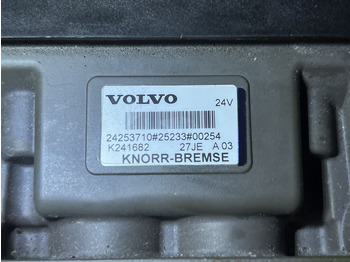 VOLVO 24V
24253710#25233#00254
K241682 27JE A 03
KNORR-BREMSE